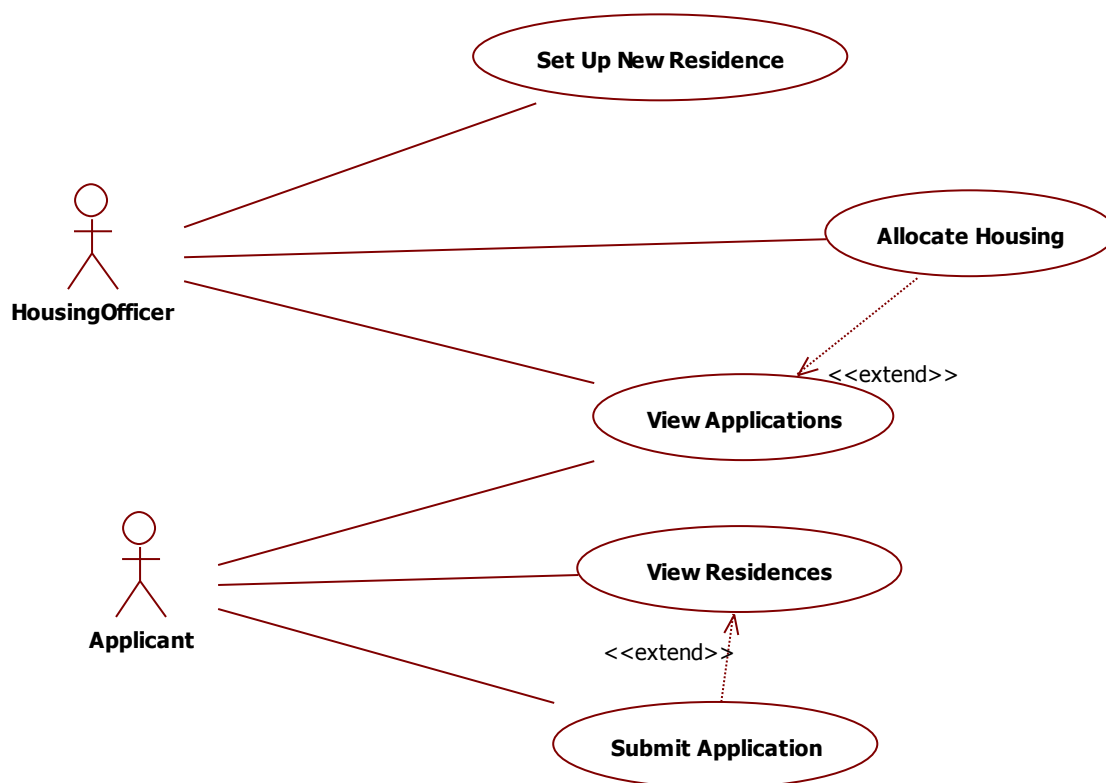 Set Up New Residence
Allocate Housing
HousingOfficer
<<extend>>
View Applications
View Residences
Applicant
<<extend>>
Submit Application